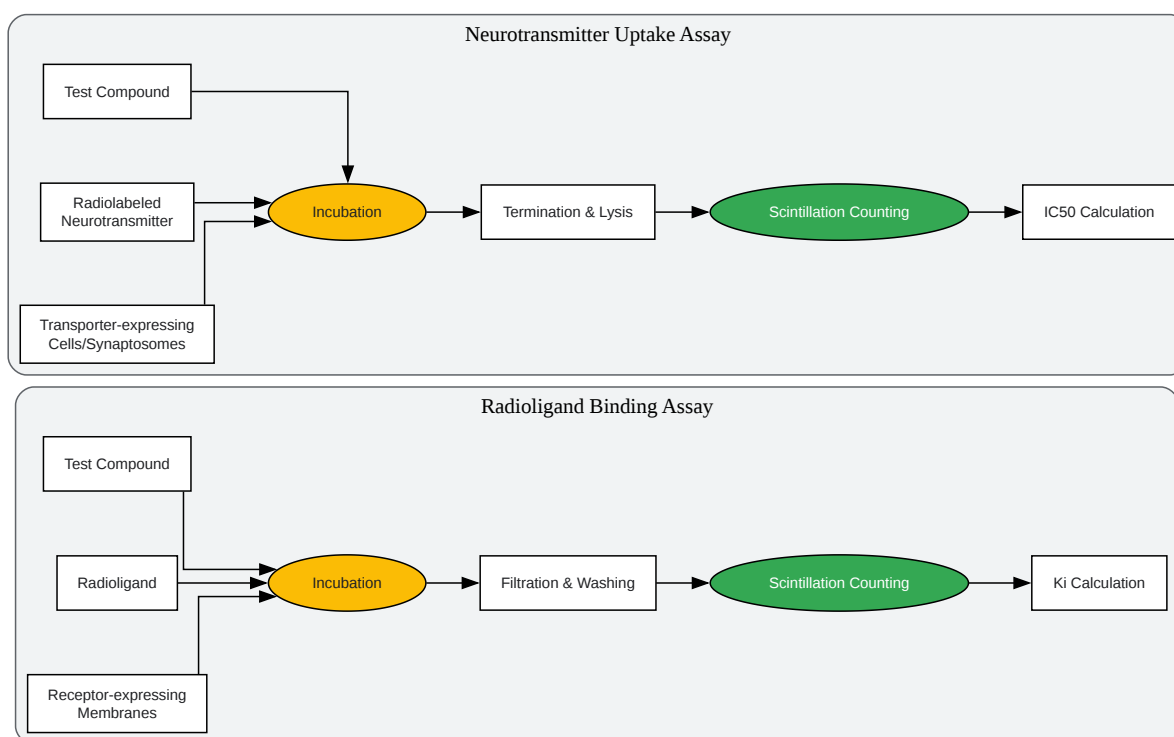 Neurotransmitter Uptake Assay
Test Compound
Radiolabeled
Neurotransmitter
Transporter-expressing
Cells/Synaptosomes
Incubation
Termination & Lysis
Scintillation Counting
IC50 Calculation
Radioligand Binding Assay
Test Compound
Radioligand
Receptor-expressing
Membranes
Incubation
Filtration & Washing
Scintillation Counting
Ki Calculation